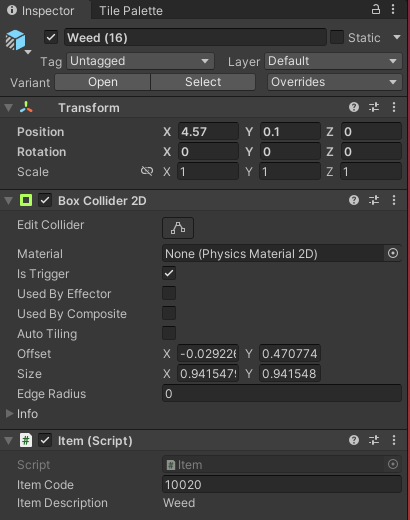 Inspector Tile Palette
Weed (16) Static
Tag Untagged Layer Default
Variant Open Select Overrides
Transform
Position X 4.57 Y 0.1 Z 0
Rotation X 0 Y 0 Z 0
Scale X 1 Y 1 Z 1
Box Collider 2D
Edit Collider
Material None (Physics Material 2D)
Is Trigger
Used By Effector
Used By Composite
Auto Tiling
Offset X -0.029226 Y 0.470774
Size X 0.9415479 Y 0.941548
Edge Radius 0
Info
# Item (Script)
Script # Item
Item Code 10020
Item Description Weed